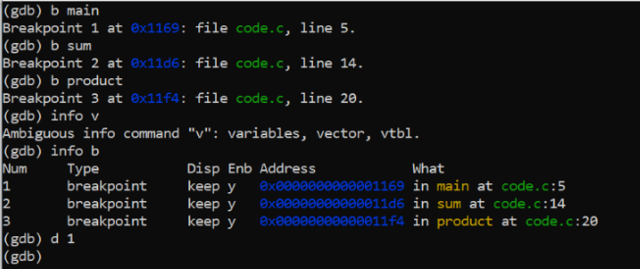 (gdb) b main
Breakpoint 1 at 0x1169: file code.c, line 5.
(gdb) b sum
Breakpoint 2 at 0x11d6: file code.c, line 14.
(gdb) b product
Breakpoint 3 at 0x11f4: file code.c, line 20.
(gdb) info v
Ambiguous info command "v": variables, vector, vtbl.
(gdb) info b
Num     Type           Disp Enb Address            What
1       breakpoint     keep y   0x0000000000001169 in main at code.c:5
2       breakpoint     keep y   0x00000000000011d6 in sum at code.c:14
3       breakpoint     keep y   0x00000000000011f4 in product at code.c:20
(gdb) d 1
(gdb)